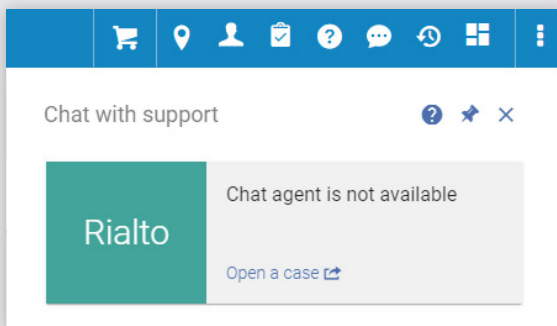 Chat with support
Rialto
Chat agent is not available
Open a case